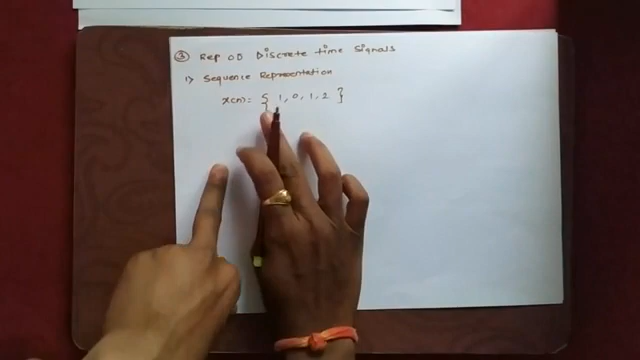 ③ Rep of Discrete time Signals
1) Sequence Representation
x(n) = { 1, 0, 1, 2 }